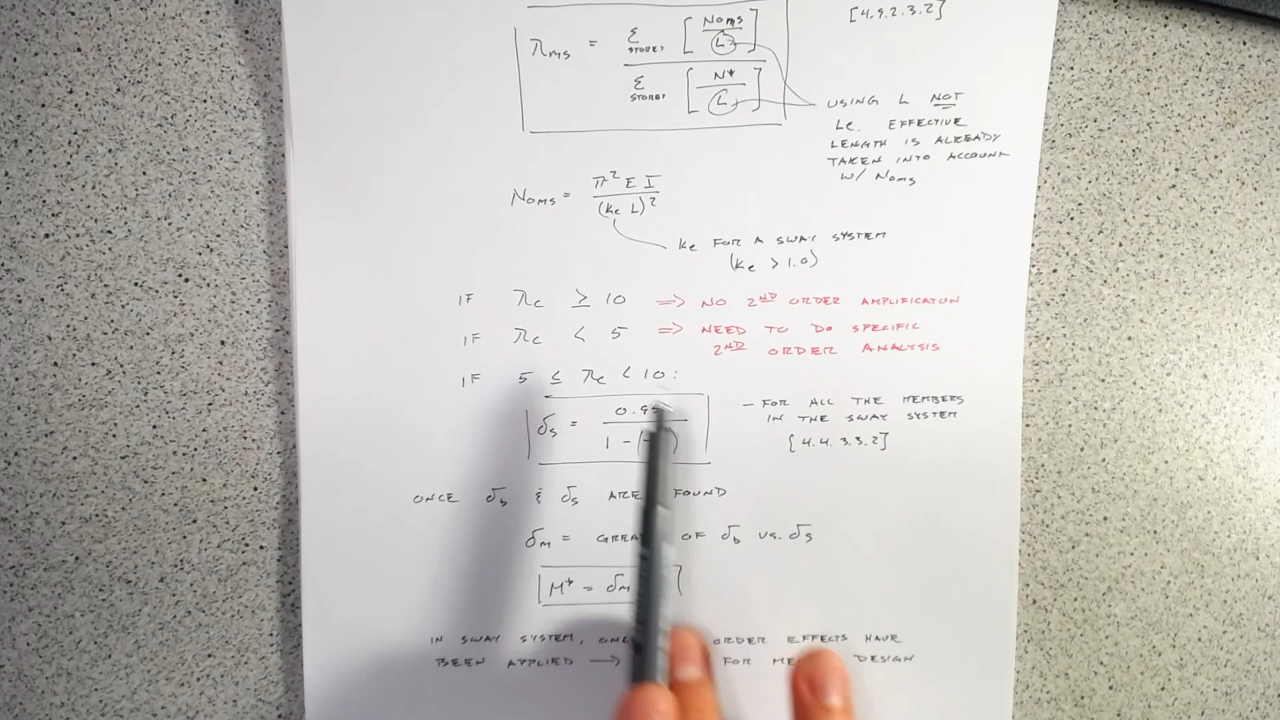 [4.9.2.3.2]
λms = Σ STOREY [Noms / L]
Σ STOREY [N* / L]
USING L NOT
Le. EFFECTIVE
LENGTH IS ALREADY
TAKEN INTO ACCOUNT
W/ Noms
Noms = π² E I / (ke L)²
ke FOR A SWAY SYSTEM
(ke > 1.0)
IF λc ≥ 10 => NO 2ND ORDER AMPLIFICATION
IF λc < 5 => NEED TO DO SPECIFIC
2ND ORDER ANALYSIS
IF 5 ≤ λc < 10:
δs = 0.9 / 1 - (
- FOR ALL THE MEMBERS
IN THE SWAY SYSTEM
[4.4.3.3.2]
ONCE δb & δs ARE FOUND
δm = OF δb VS. δs
M* = δm
IN SWAY SYSTEM, ORDER EFFECTS HAVE
BEEN APPLIED → FOR DESIGN